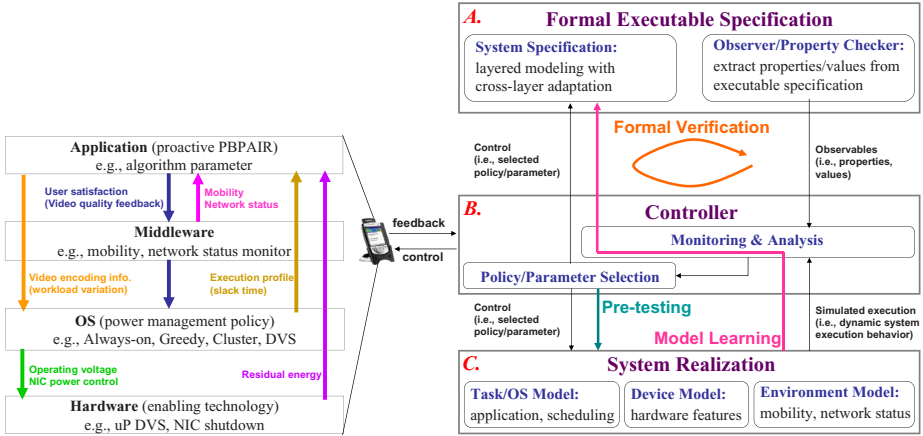 Application (proactive PBPAIR)
e.g., algorithm parameter
User satisfaction
(Video quality feedback)
Mobility
Network status
Middleware
e.g., mobility, network status monitor
Video encoding info.
(workload variation)
Execution profile
(slack time)
OS (power management policy)
e.g., Always-on, Greedy, Cluster, DVS
Operating voltage
NIC power control
Residual energy
Hardware (enabling technology)
e.g., uP DVS, NIC shutdown
feedback
control
A.
Formal Executable Specification
System Specification:
layered modeling with
cross-layer adaptation
Observer/Property Checker:
extract properties/values from
executable specification
Formal Verification
Control
(i.e., selected
policy/parameter)
Observables
(i.e., properties,
values)
B.
Controller
Monitoring & Analysis
Policy/Parameter Selection
Control
(i.e., selected
policy/parameter)
Pre-testing
Model Learning
Simulated execution
(i.e., dynamic system
execution behavior)
C.
System Realization
Task/OS Model:
application, scheduling
Device Model:
hardware features
Environment Model:
mobility, network status